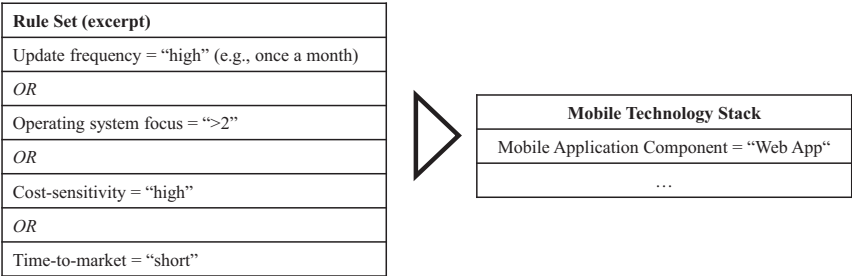 Rule Set (excerpt)
Update frequency = “high” (e.g., once a month)
OR
Operating system focus = “>2”
OR
Cost-sensitivity = “high”
OR
Time-to-market = “short”
Mobile Technology Stack
Mobile Application Component = “Web App“
…